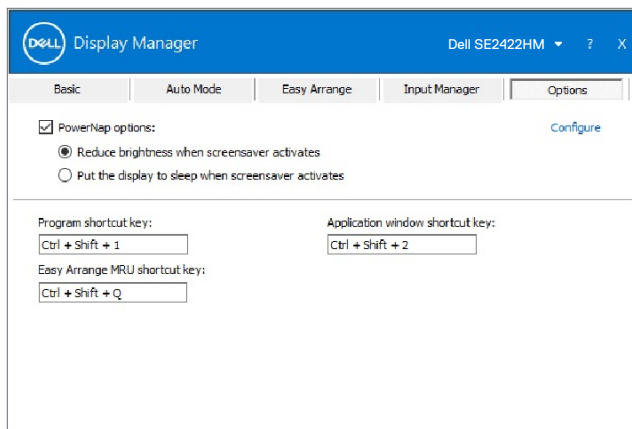 DELL Display Manager Dell SE2422HM ? X
Basic Auto Mode Easy Arrange Input Manager Options
PowerNap options: Configure
Reduce brightness when screensaver activates
Put the display to sleep when screensaver activates
Program shortcut key: Application window shortcut key:
Ctrl + Shift + 1 Ctrl + Shift + 2
Easy Arrange MRU shortcut key:
Ctrl + Shift + Q